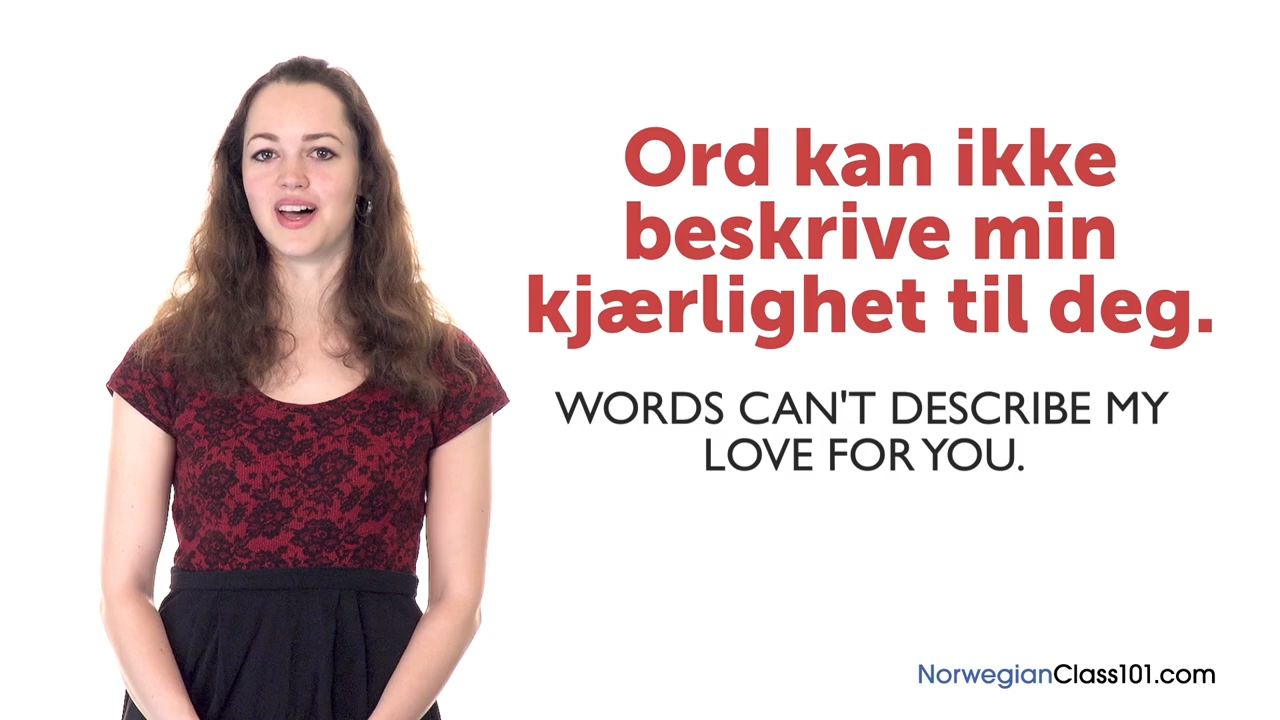 Ord kan ikke
beskrive min
kjærlighet til deg.
WORDS CAN'T DESCRIBE MY
LOVE FOR YOU.
NorwegianClass101.com